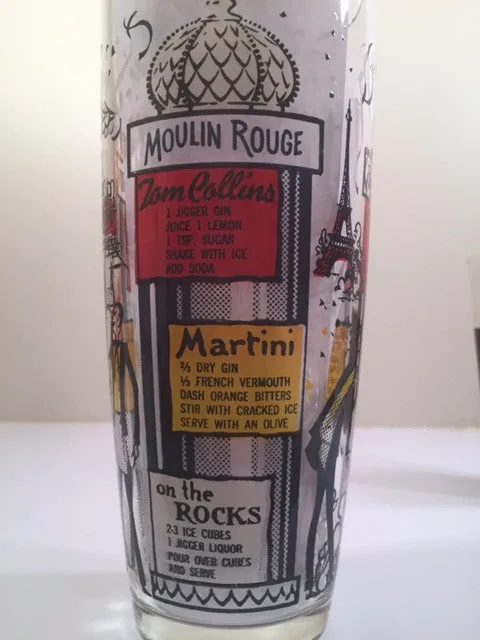 MOULIN ROUGE
Tom Collins
1 JIGGER GIN
JUICE 1 LEMON
1 TSP. SUGAR
SHAKE WITH ICE
ADD SODA
Martini
⅔ DRY GIN
⅓ FRENCH VERMOUTH
DASH ORANGE BITTERS
STIR WITH CRACKED ICE
SERVE WITH AN OLIVE
on the
ROCKS
2-3 ICE CUBES
1 JIGGER LIQUOR
POUR OVER CUBES
AND SERVE